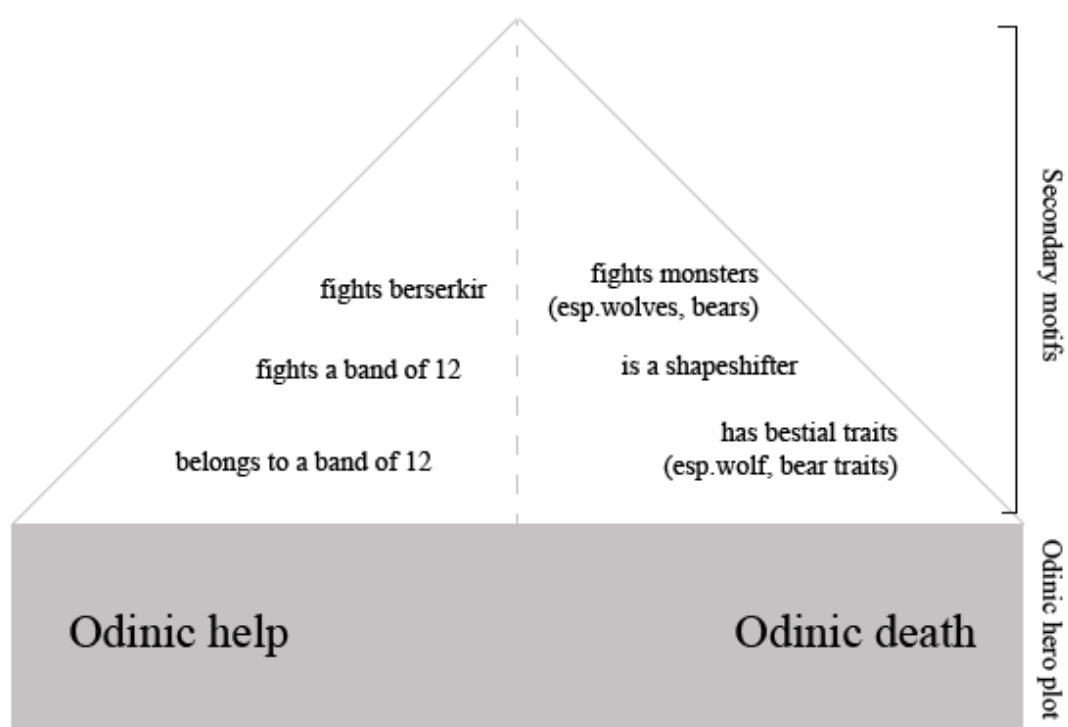 fights berserkir
fights monsters
(esp.wolves, bears)
fights a band of 12
is a shapeshifter
belongs to a band of 12
has bestial traits
(esp.wolf, bear traits)
Secondary motifs
Odinic help
Odinic death
Odinic hero plot